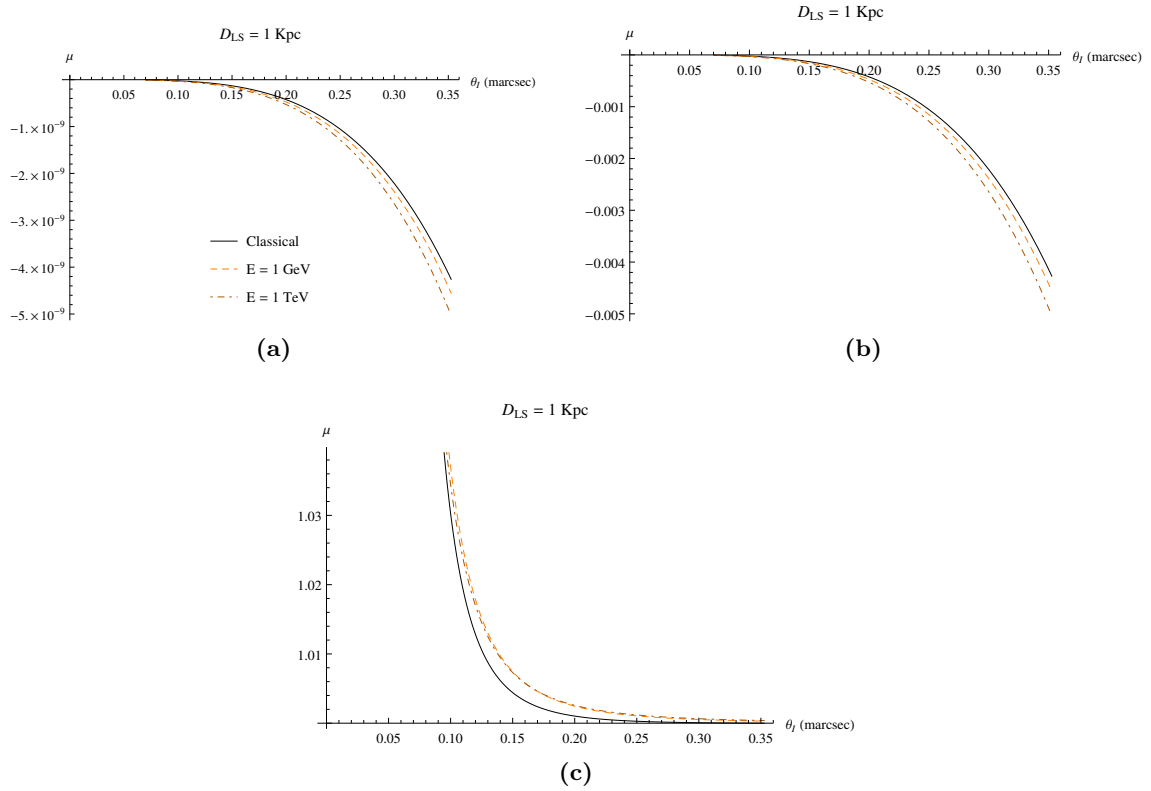 D_LS = 1 Kpc
μ
θ_I (marcsec)
0.05 0.10 0.15 0.20 0.25 0.30 0.35
-1.×10^-9
-2.×10^-9
-3.×10^-9
-4.×10^-9
-5.×10^-9
Classical
E = 1 GeV
E = 1 TeV
(a)
D_LS = 1 Kpc
μ
θ_I (marcsec)
0.05 0.10 0.15 0.20 0.25 0.30 0.35
-0.001
-0.002
-0.003
-0.004
-0.005
(b)
D_LS = 1 Kpc
μ
1.03
1.02
1.01
θ_I (marcsec)
0.05 0.10 0.15 0.20 0.25 0.30 0.35
(c)